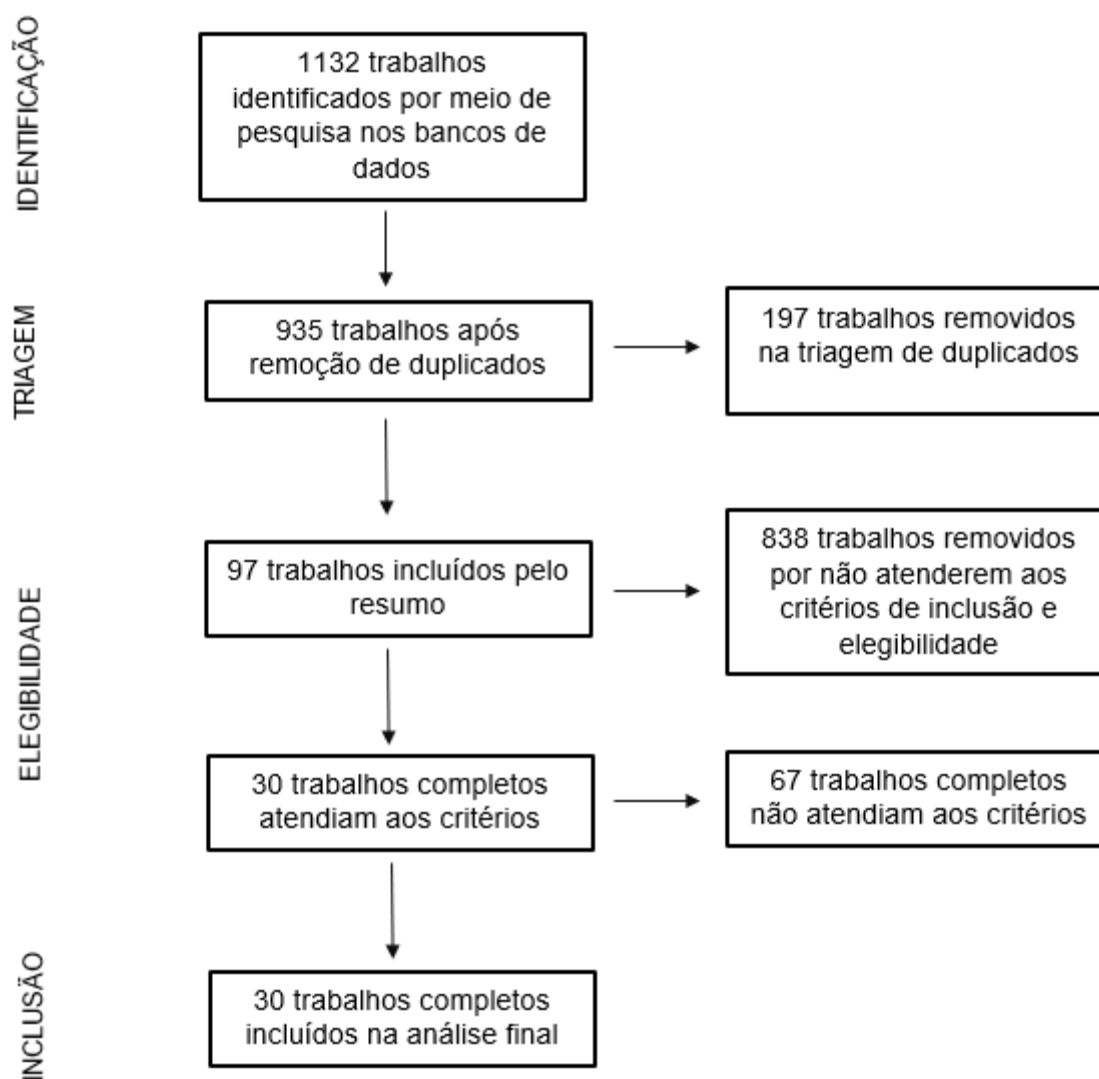 IDENTIFICAÇÃO
1132 trabalhos
identificados por meio de
pesquisa nos bancos de
dados
TRIAGEM
935 trabalhos após
remoção de duplicados
197 trabalhos removidos
na triagem de duplicados
ELEGIBILIDADE
97 trabalhos incluídos pelo
resumo
838 trabalhos removidos
por não atenderem aos
critérios de inclusão e
elegibilidade
30 trabalhos completos
atendiam aos critérios
67 trabalhos completos
não atendiam aos critérios
INCLUSÃO
30 trabalhos completos
incluídos na análise final